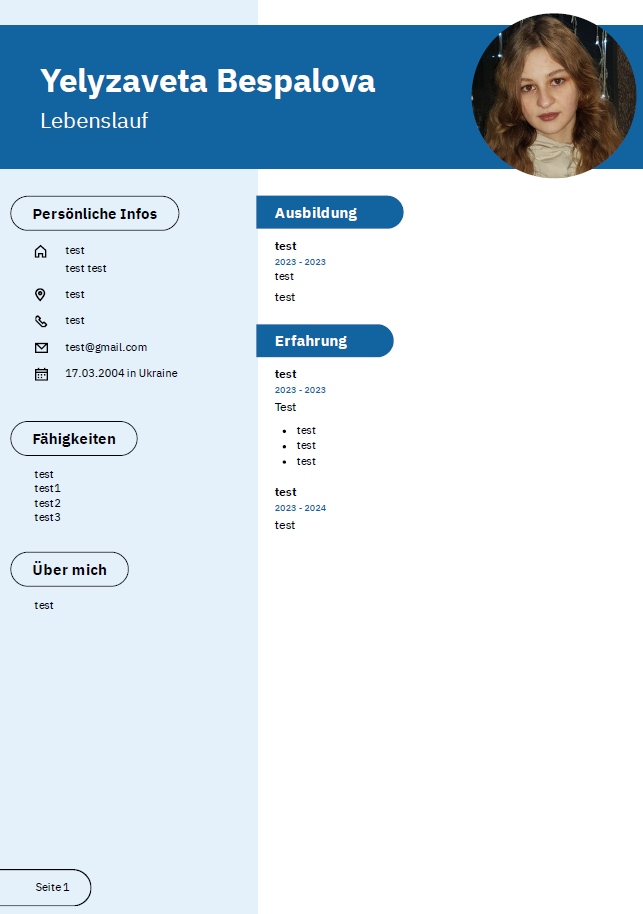 Yelyzaveta Bespalova
Lebenslauf
Persönliche Infos
test
test test
test
test
test@gmail.com
17.03.2004 in Ukraine
Fähigkeiten
test
test1
test2
test3
Über mich
test
Ausbildung
test
2023 - 2023
test
test
Erfahrung
test
2023 - 2023
Test
• test
• test
• test
test
2023 - 2024
test
Seite 1